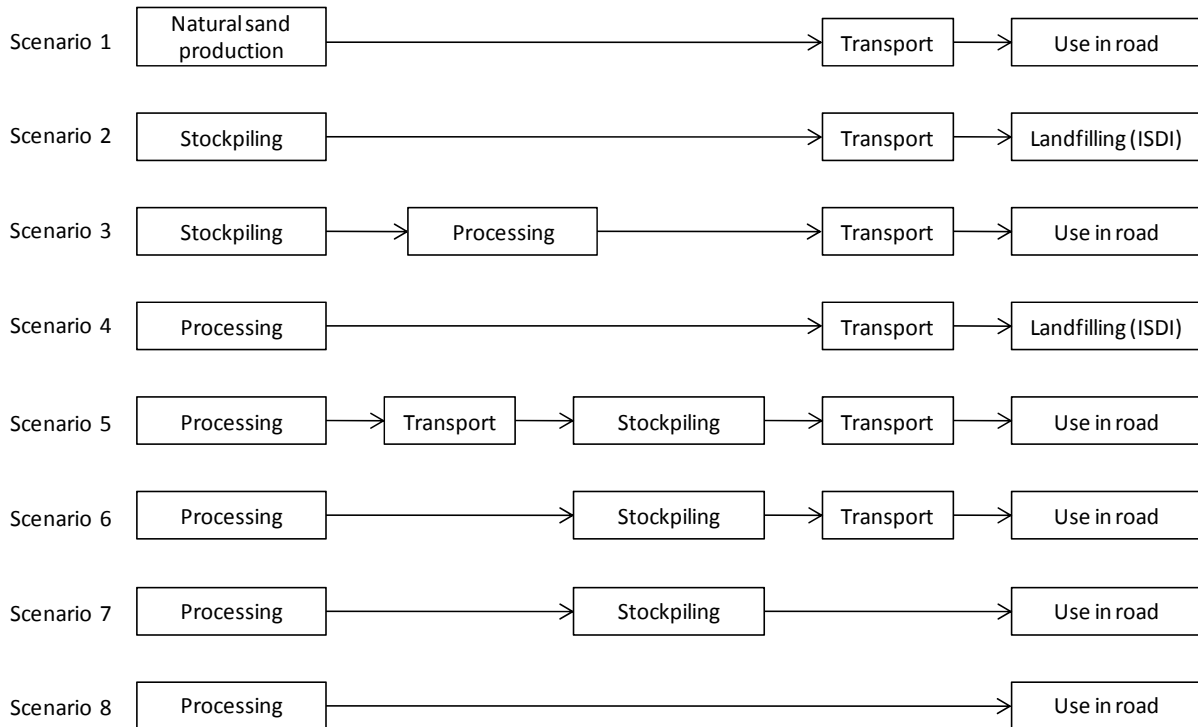 Scenario 1
Natural sand
production
Transport
Use in road
Scenario 2
Stockpiling
Transport
Landfilling (ISDI)
Scenario 3
Stockpiling
Processing
Transport
Use in road
Scenario 4
Processing
Transport
Landfilling (ISDI)
Scenario 5
Processing
Transport
Stockpiling
Transport
Use in road
Scenario 6
Processing
Stockpiling
Transport
Use in road
Scenario 7
Processing
Stockpiling
Use in road
Scenario 8
Processing
Use in road